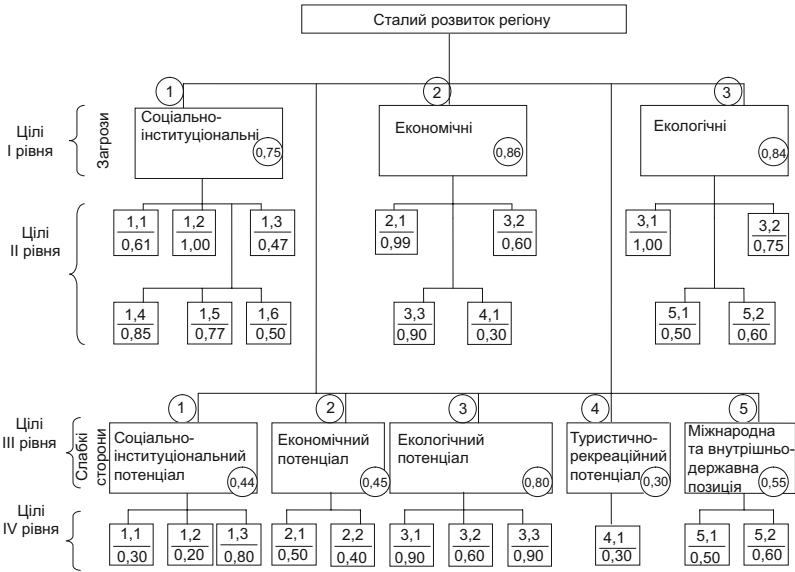 Сталий розвиток регіону
1
2
3
Цілі
І рівня
Загрози
Соціально-
інституціональні
0,75
Економічні
0,86
Екологічні
0,84
Цілі
ІІ рівня
1,1
0,61
1,2
1,00
1,3
0,47
2,1
0,99
3,2
0,60
3,1
1,00
3,2
0,75
1,4
0,85
1,5
0,77
1,6
0,50
3,3
0,90
4,1
0,30
5,1
0,50
5,2
0,60
1
2
3
4
5
Цілі
ІІІ рівня
Слабкі
сторони
Соціально-
інституціональний
потенціал
0,44
Економічний
потенціал
0,45
Екологічний
потенціал
0,80
Туристично-
рекреаційний
потенціал
0,30
Міжнародна
та внутрішньо-
державна
позиція
0,55
Цілі
IV рівня
1,1
0,30
1,2
0,20
1,3
0,80
2,1
0,50
2,2
0,40
3,1
0,90
3,2
0,60
3,3
0,90
4,1
0,30
5,1
0,50
5,2
0,60